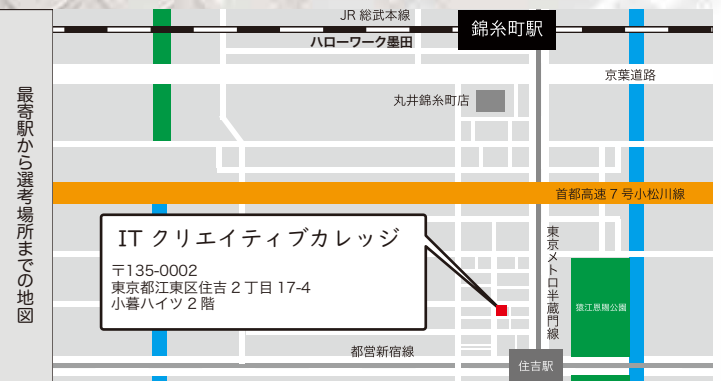 最寄駅から選考場所までの地図
JR 総武本線
錦糸町駅
ハローワーク墨田
京葉道路
丸井錦糸町店
首都高速 7 号小松川線
IT クリエイティブカレッジ
〒135-0002
東京都江東区住吉 2 丁目 17-4
小暮ハイツ 2 階
東京メトロ半蔵門線
猿江恩賜公園
都営新宿線
住吉駅